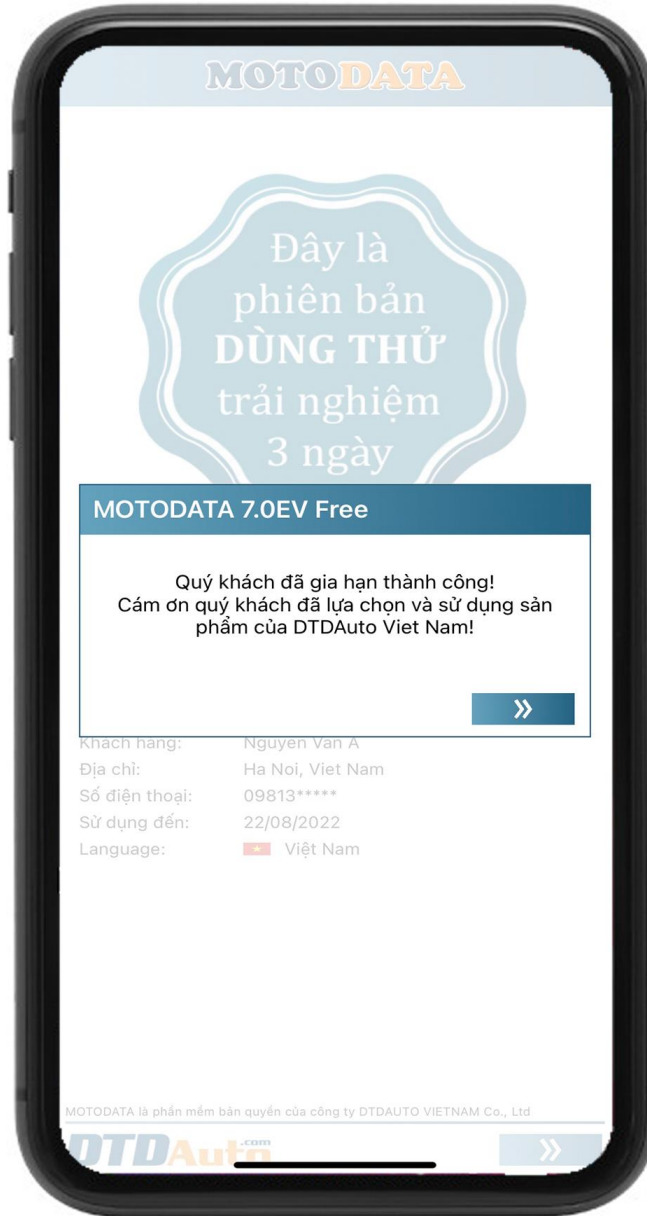 MOTODATA
Đây là
phiên bản
DÙNG THỬ
trải nghiệm
3 ngày
MOTODATA 7.0EV Free
Quý khách đã gia hạn thành công!
Cám ơn quý khách đã lựa chọn và sử dụng sản
phẩm của DTDAuto Viet Nam!
Khách hàng: Nguyen Van A
Địa chỉ: Ha Noi, Viet Nam
Số điện thoại: 09813*****
Sử dụng đến: 22/08/2022
Language: Việt Nam
MOTODATA là phần mềm bản quyền của công ty DTDAUTO VIETNAM Co., Ltd
DTDAuto.com